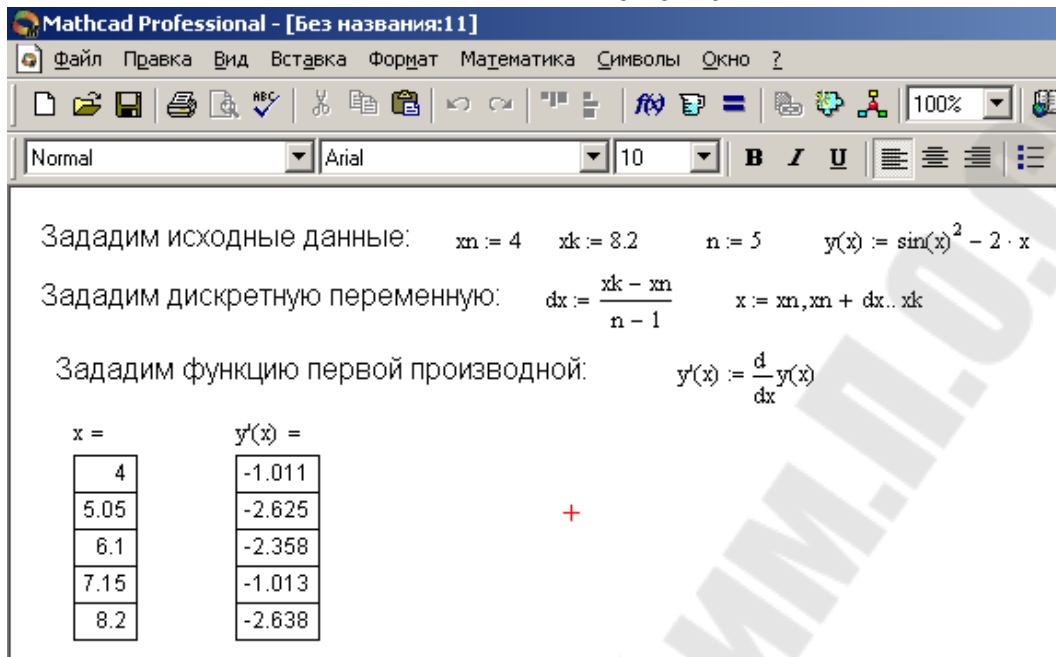 Mathcad Professional - [Без названия:11]
Файл Правка Вид Вставка Формат Математика Символы Окно ?
ABC f(x) = 100%
Normal Arial 10 B I U
Зададим исходные данные: xn := 4 xk := 8.2 n := 5 y(x) := sin(x)² − 2 · x
Зададим дискретную переменную: dx := (xk − xn)/(n − 1) x := xn, xn + dx.. xk
Зададим функцию первой производной: y'(x) := d/dx y(x)
x = y'(x) =
4 -1.011
5.05 -2.625
6.1 -2.358
7.15 -1.013
8.2 -2.638